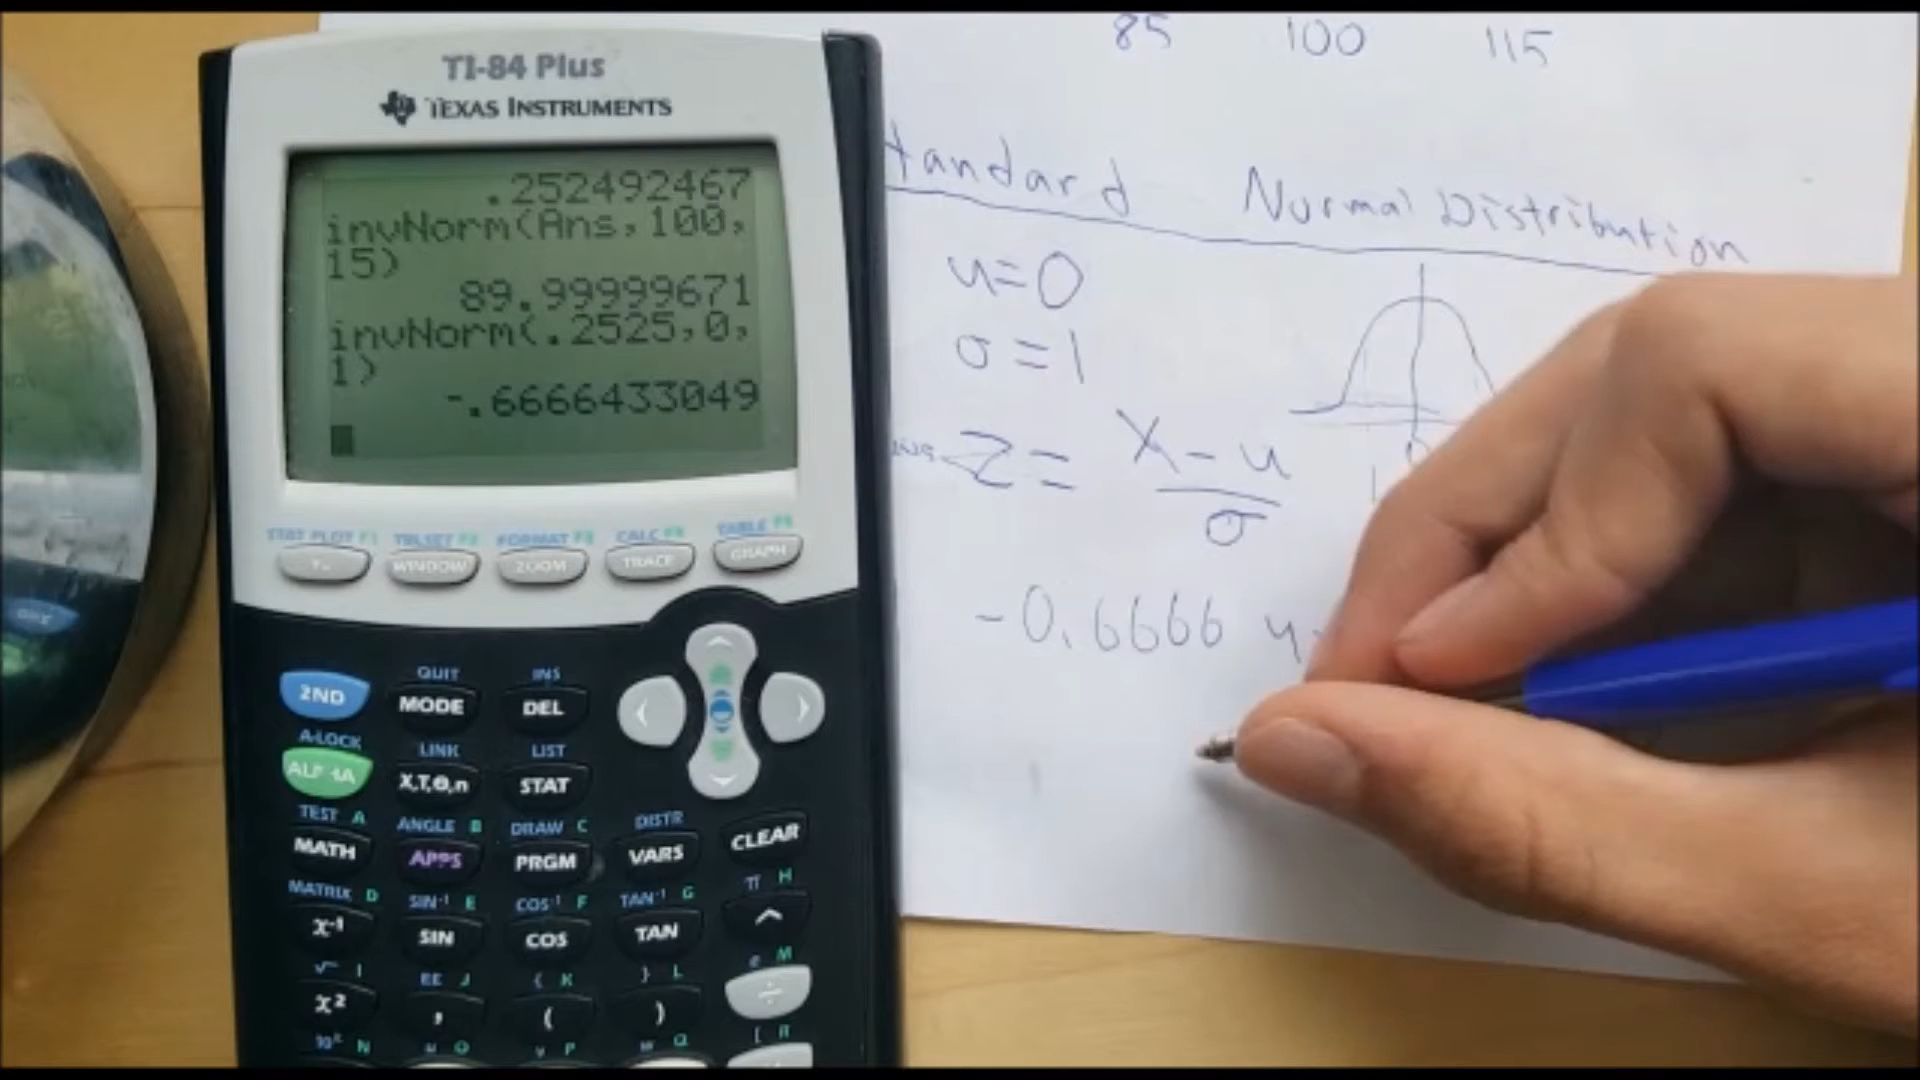 TI-84 Plus
TEXAS INSTRUMENTS
.252492467
invNorm(Ans,100,
15)
89.99999671
invNorm(.2525,0,
1)
-.6666433049
STAT PLOT F1 TBLSET F2 FORMAT F3 CALC F4 TABLE F5
Y= WINDOW ZOOM TRACE GRAPH
QUIT INS
2ND MODE DEL
A-LOCK LINK LIST
ALPHA X,T,Θ,n STAT
TEST A ANGLE B DRAW C DISTR
MATH APPS PRGM VARS CLEAR
MATRIX D SIN⁻¹ E COS⁻¹ F TAN⁻¹ G π H
x⁻¹ SIN COS TAN ^
√ I EE J { K } L e M
x² , ( ) ÷
10ˣ N u O v P w Q [ R
85 100 115
tandard Normal Distribution
u=0
σ=1
Z= X-u
σ
-0.6666